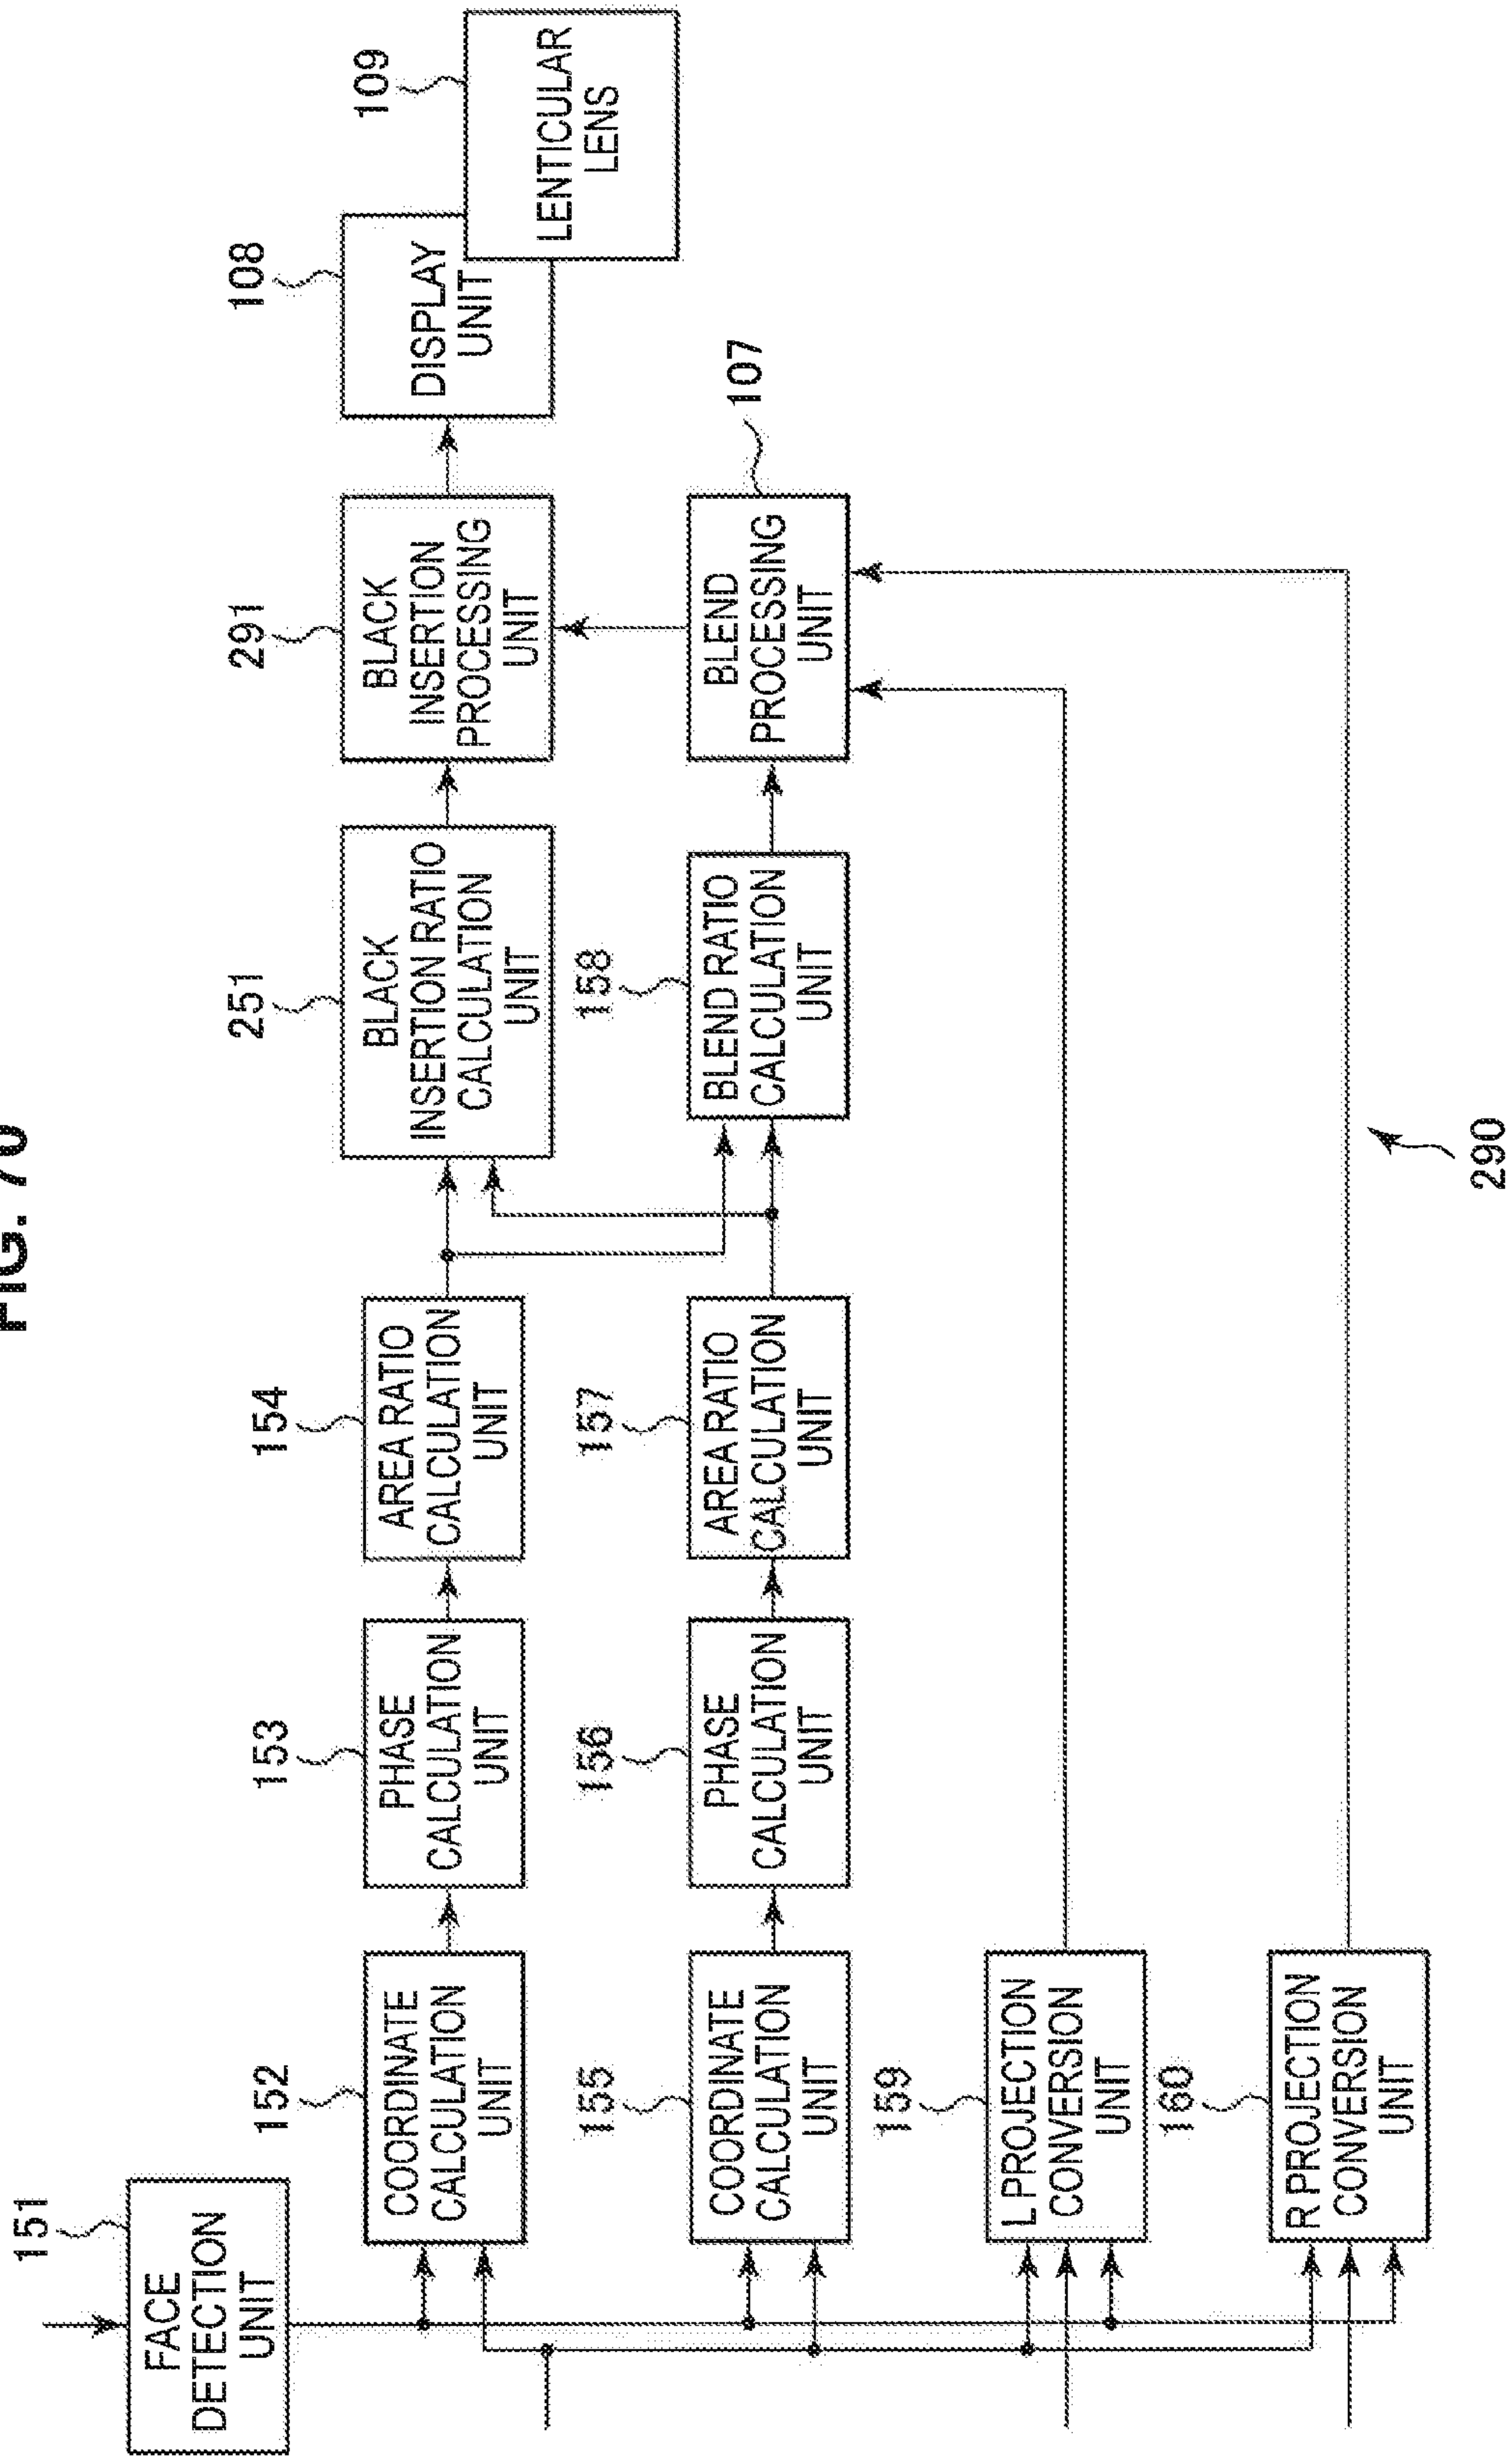 FIG. 70
151
FACE
DETECTION
UNIT
152
COORDINATE
CALCULATION
UNIT
153
PHASE
CALCULATION
UNIT
154
AREA RATIO
CALCULATION
UNIT
251
BLACK
INSERTION RATIO
CALCULATION
UNIT
291
BLACK
INSERTION
PROCESSING
UNIT
108
DISPLAY
UNIT
109
LENTICULAR
LENS
155
COORDINATE
CALCULATION
UNIT
156
PHASE
CALCULATION
UNIT
157
AREA RATIO
CALCULATION
UNIT
158
BLEND RATIO
CALCULATION
UNIT
107
BLEND
PROCESSING
UNIT
159
L PROJECTION
CONVERSION
UNIT
160
R PROJECTION
CONVERSION
UNIT
290